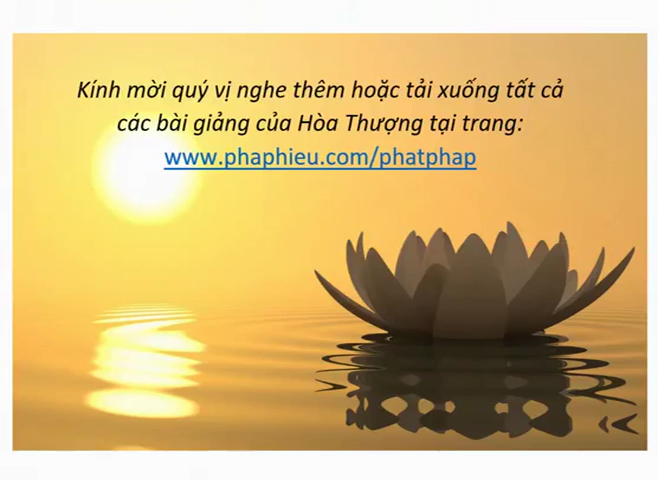 Kính mời quý vị nghe thêm hoặc tải xuống tất cả
các bài giảng của Hòa Thượng tại trang:
www.phaphieu.com/phatphap